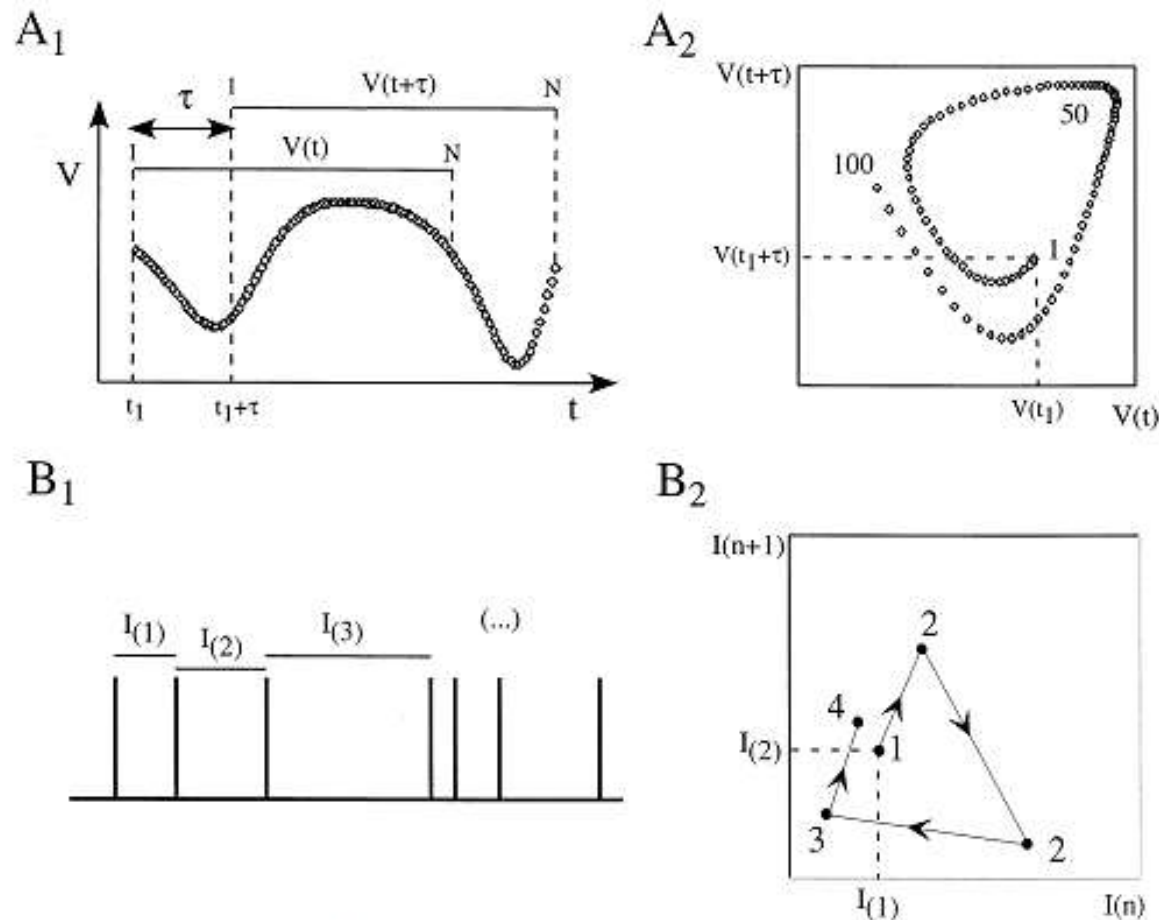 A1
V(t+τ)
I
N
τ
V(t)
I
N
V
t1
t1+τ
t
A2
V(t+τ)
50
100
V(t1+τ)
1
V(t1)
V(t)
B1
I(1)
I(2)
I(3)
(...)
B2
I(n+1)
2
4
1
I(2)
3
2
I(1)
I(n)